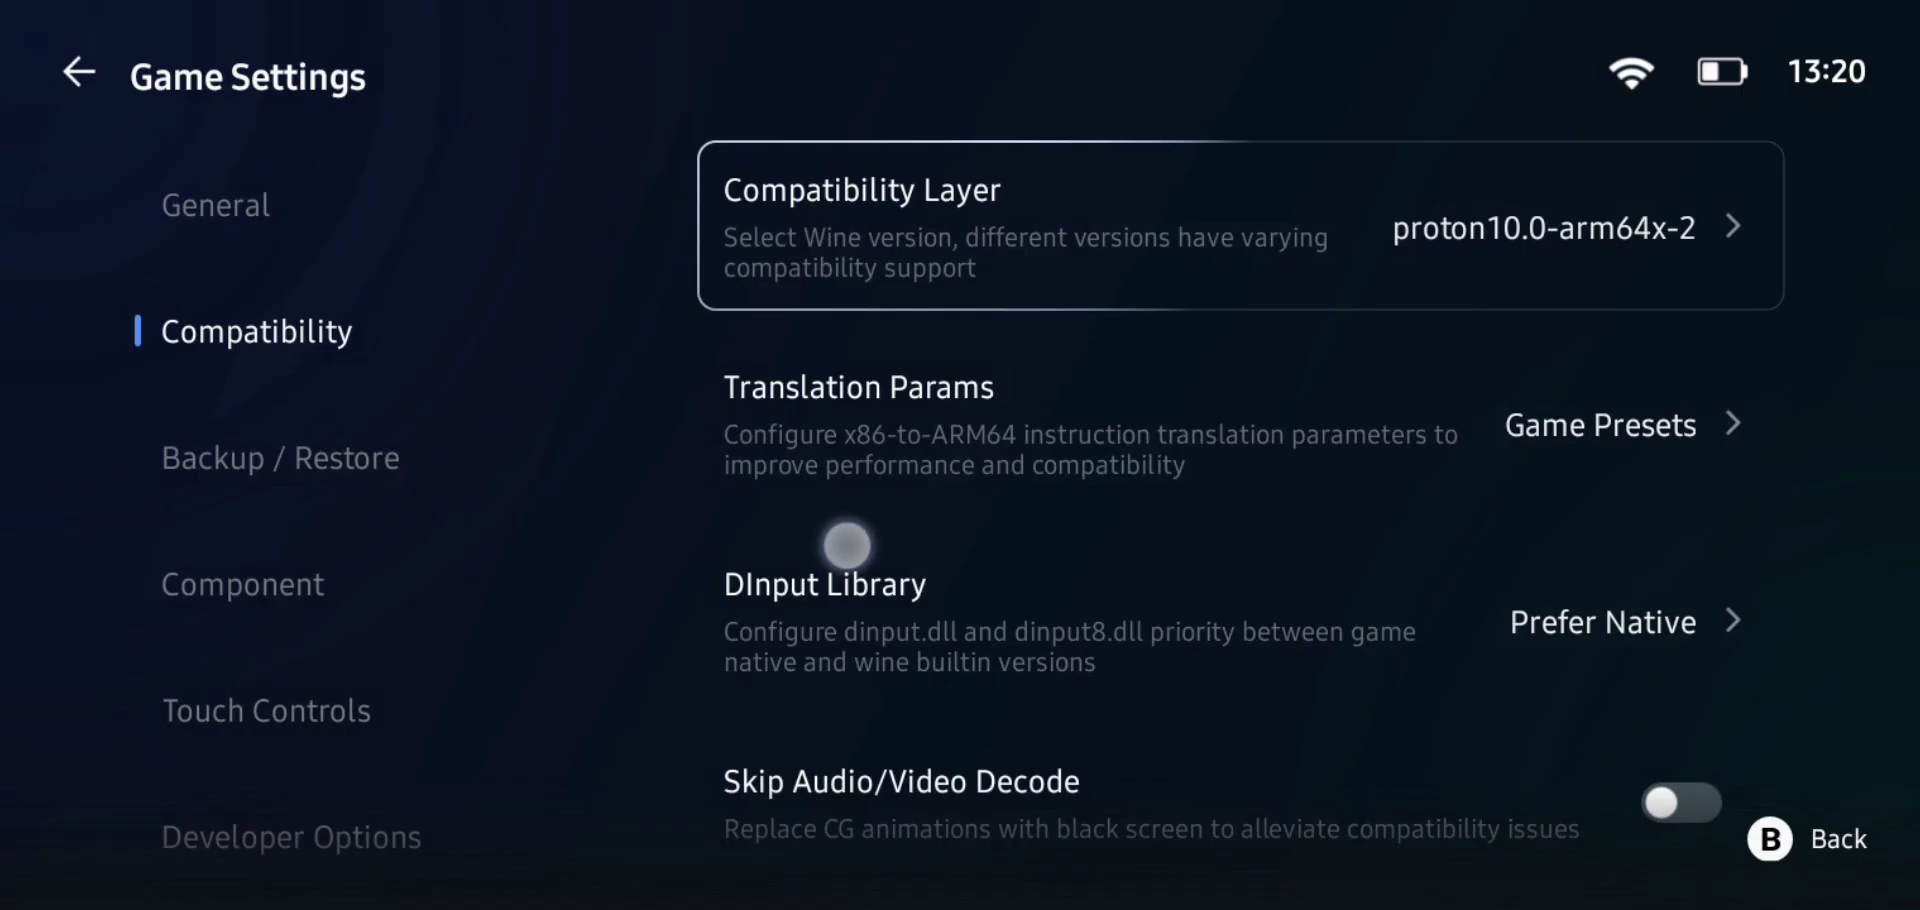 Game Settings
13:20
General
Compatibility
Backup / Restore
Component
Touch Controls
Developer Options
Compatibility Layer
Select Wine version, different versions have varying
compatibility support
proton10.0-arm64x-2
Translation Params
Configure x86-to-ARM64 instruction translation parameters to
improve performance and compatibility
Game Presets
DInput Library
Configure dinput.dll and dinput8.dll priority between game
native and wine builtin versions
Prefer Native
Skip Audio/Video Decode
Replace CG animations with black screen to alleviate compatibility issues
B Back